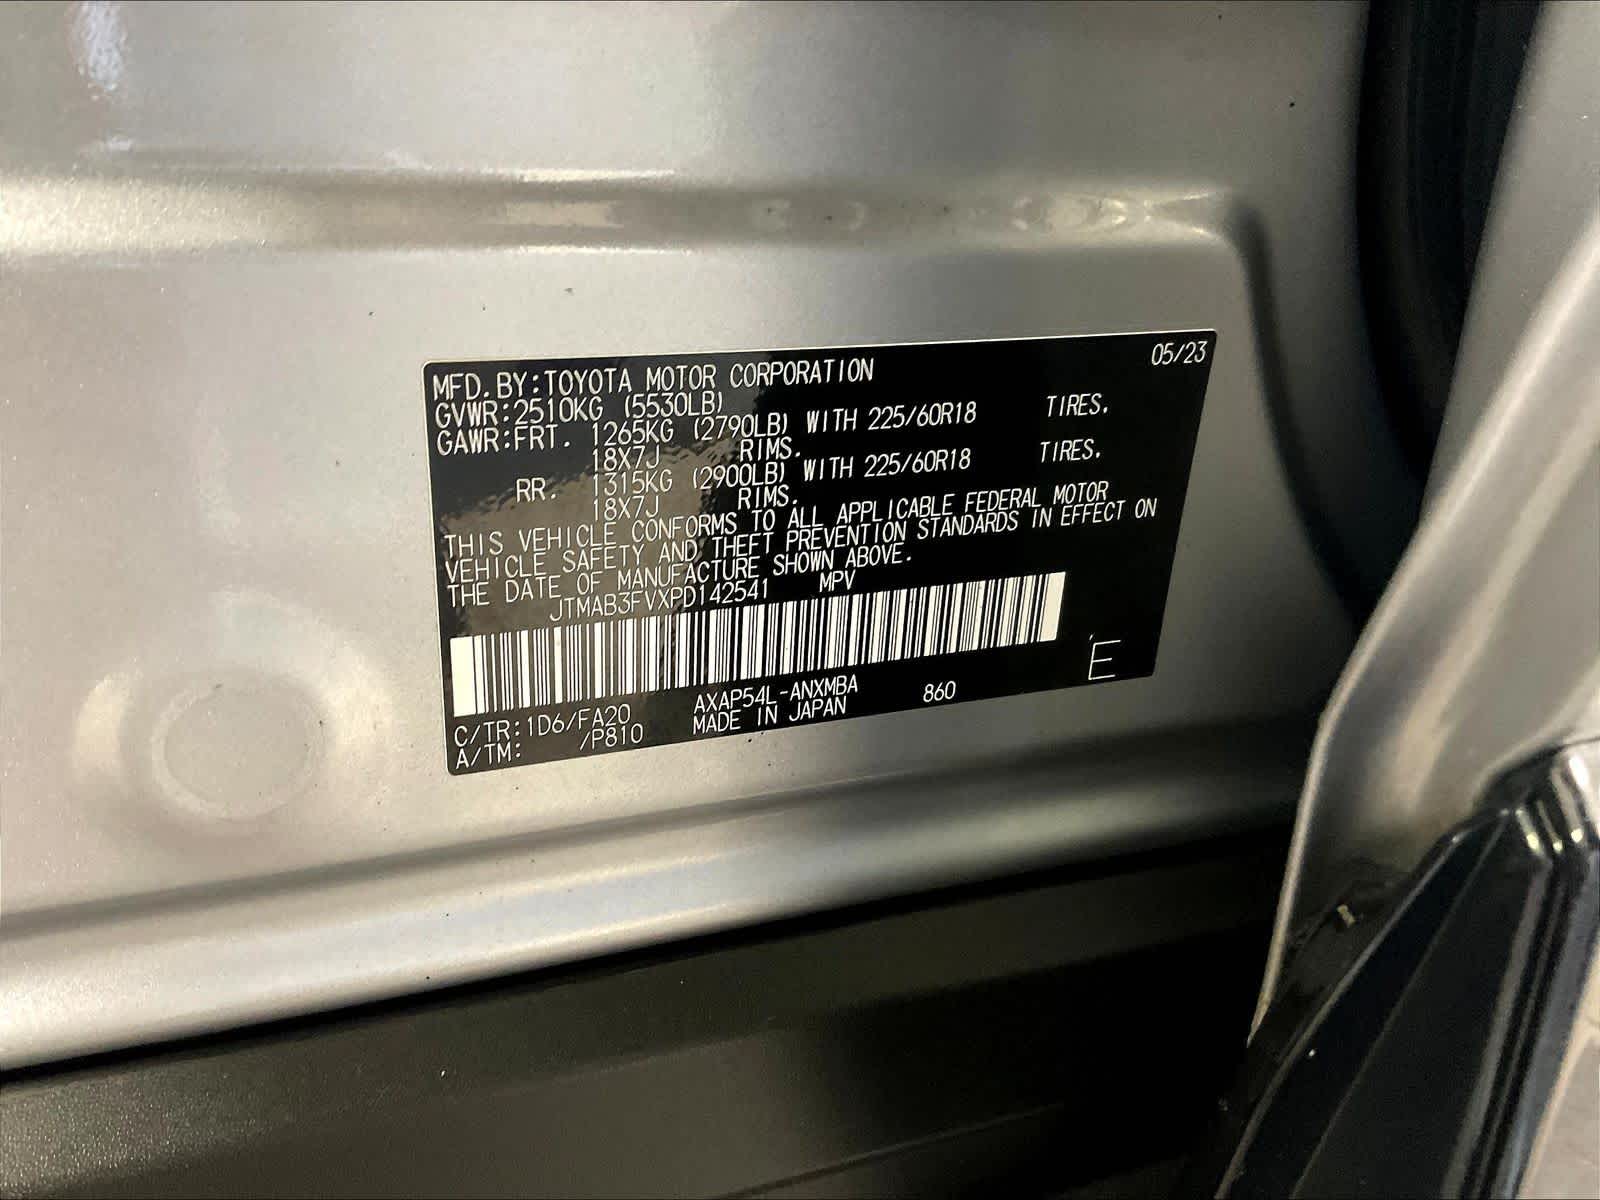 MFD. BY:TOYOTA MOTOR CORPORATION 05/23
GVWR:2510KG (5530LB)
GAWR:FRT. 1265KG (2790LB) WITH 225/60R18 TIRES.
18X7J RIMS.
RR. 1315KG (2900LB) WITH 225/60R18 TIRES.
18X7J RIMS.
THIS VEHICLE CONFORMS TO ALL APPLICABLE FEDERAL MOTOR
VEHICLE SAFETY AND THEFT PREVENTION STANDARDS IN EFFECT ON
THE DATE OF MANUFACTURE SHOWN ABOVE.
JTMAB3FVXPD142541 MPV
E
C/TR:1D6/FA20 AXAP54L-ANXMBA 860
A/TM: /P810 MADE IN JAPAN